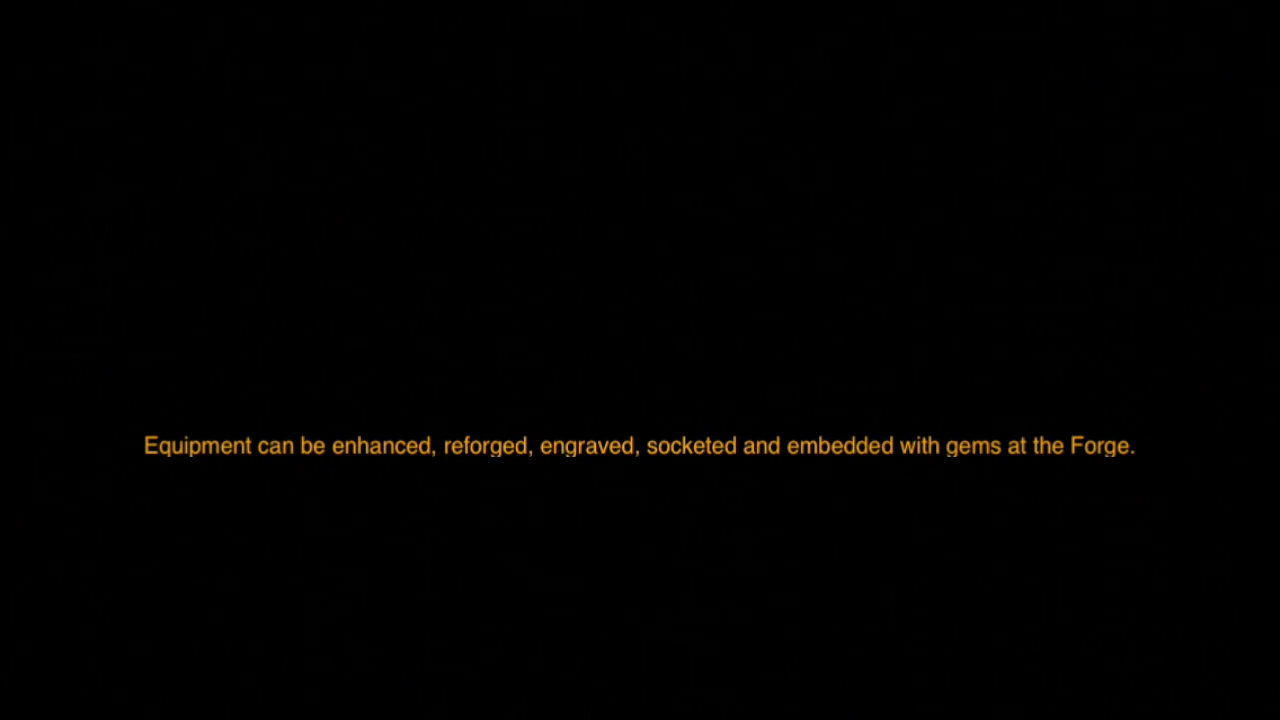 Equipment can be enhanced, reforged, engraved, socketed and embedded with gems at the Forge.